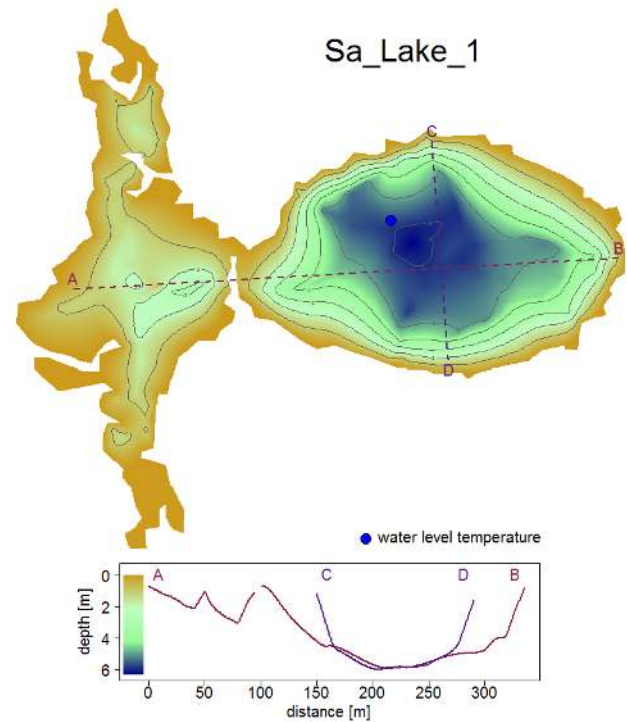 Sa_Lake_1
C
A
B
D
water level temperature
A C D B
0
2
4
6
depth [m]
0 50 100 150 200 250 300
distance [m]